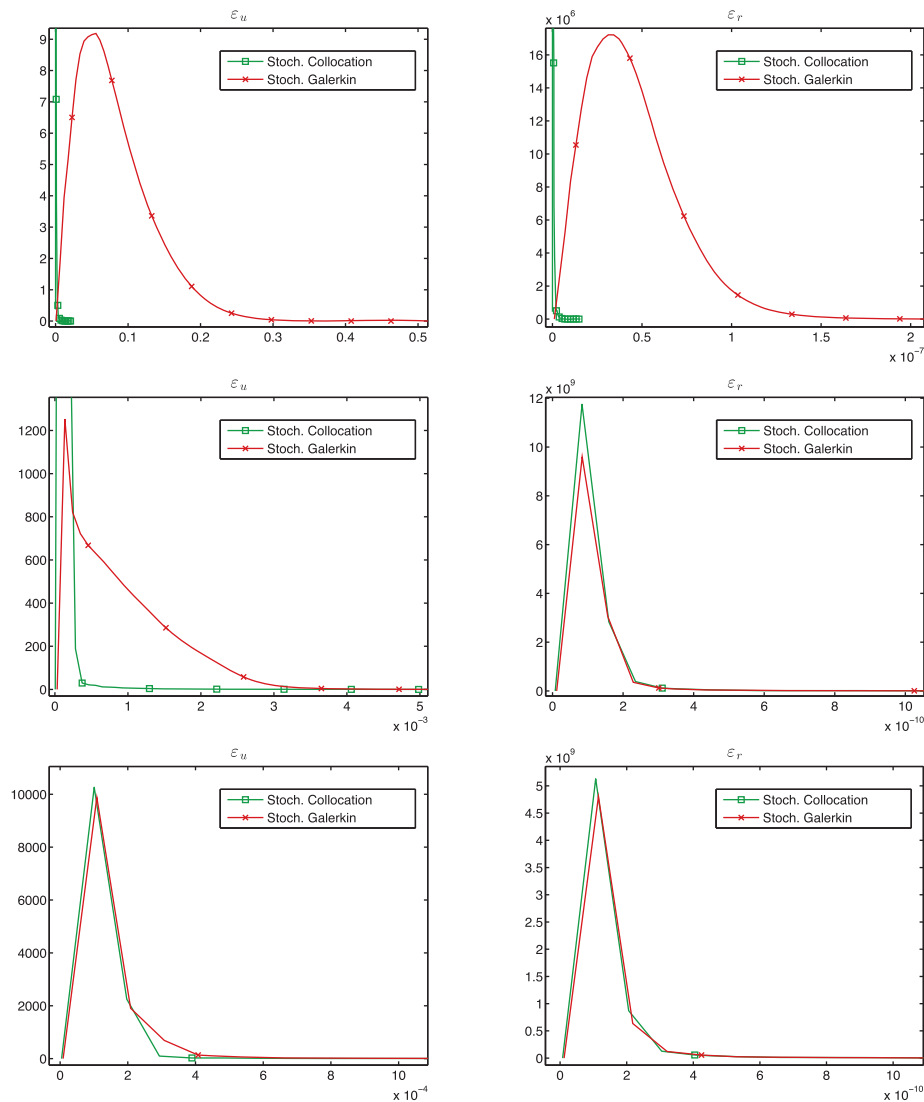 ε_u
9
8
7
6
5
4
3
2
1
0
0 0.1 0.2 0.3 0.4 0.5
Stoch. Collocation
Stoch. Galerkin
ε_r
x 10^6
16
14
12
10
8
6
4
2
0
0 0.5 1 1.5 2
x 10^-7
Stoch. Collocation
Stoch. Galerkin
ε_u
1200
1000
800
600
400
200
0
0 1 2 3 4 5
x 10^-3
Stoch. Collocation
Stoch. Galerkin
ε_r
x 10^9
12
10
8
6
4
2
0
0 2 4 6 8 10
x 10^-10
Stoch. Collocation
Stoch. Galerkin
ε_u
10000
8000
6000
4000
2000
0
0 2 4 6 8 10
x 10^-4
Stoch. Collocation
Stoch. Galerkin
ε_r
x 10^9
5
4.5
4
3.5
3
2.5
2
1.5
1
0.5
0
0 2 4 6 8 10
x 10^-10
Stoch. Collocation
Stoch. Galerkin